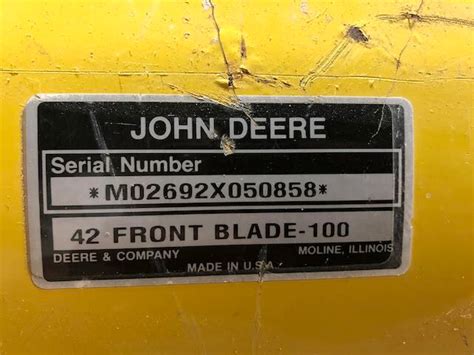 JOHN DEERE
Serial Number
*M02692X050858*
42 FRONT BLADE-100
DEERE & COMPANY MOLINE, ILLINOIS
MADE IN U.S.A